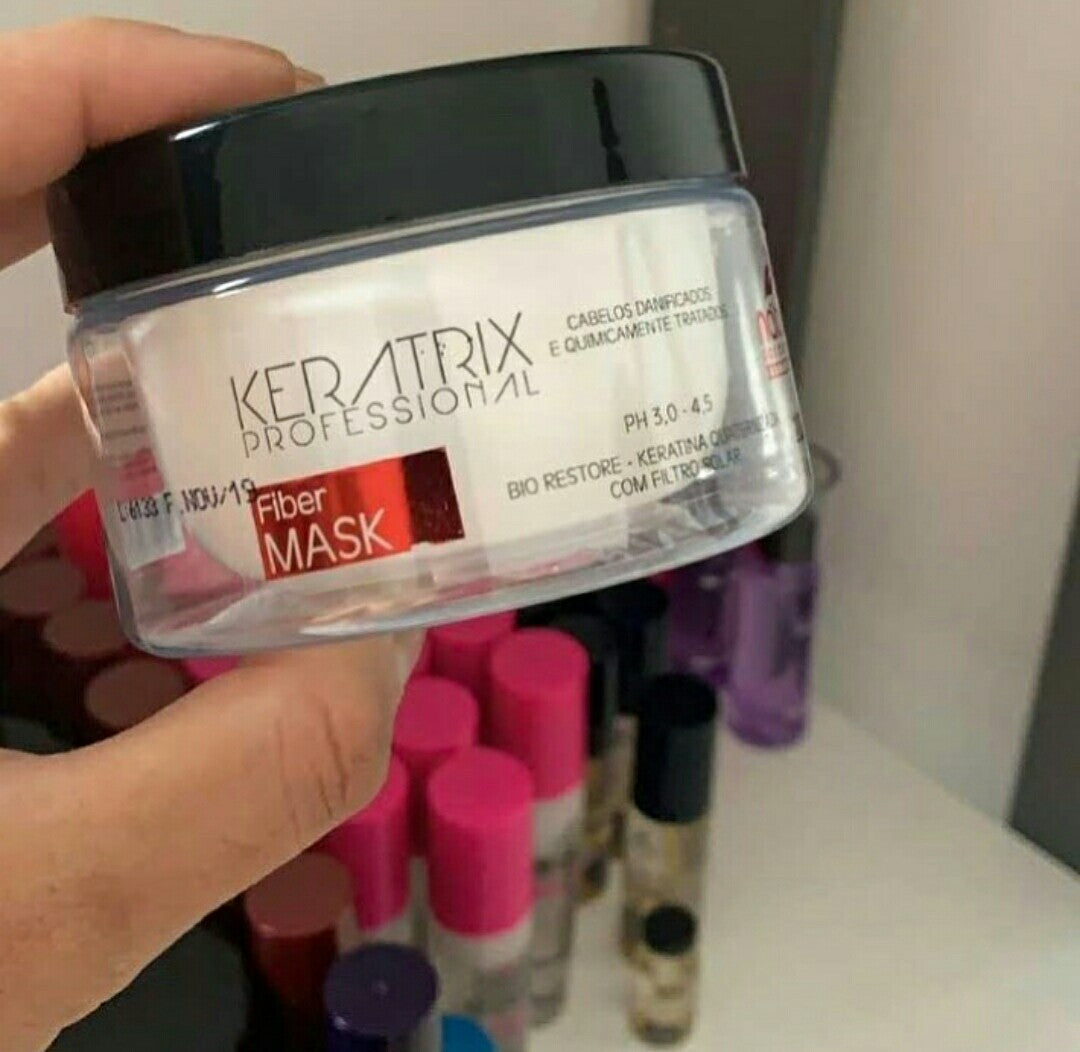 KERATRIX
PROFESSIONAL
Fiber
MASK
CABELOS DANIFICADOS
E QUIMICAMENTE TRATADOS
PH 3,0 - 4,5
BIO RESTORE - KERATINA
COM FILTRO SOLAR
NOV/19